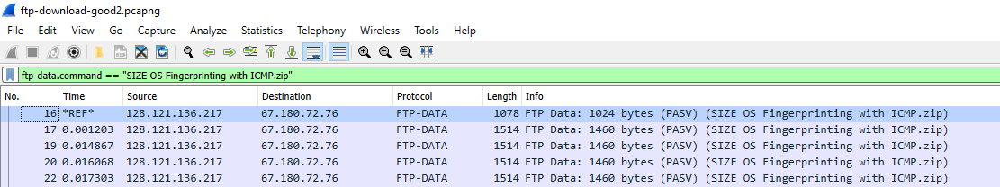 ftp-download-good2.pcapng
File Edit View Go Capture Analyze Statistics Telephony Wireless Tools Help
ftp-data.command == "SIZE OS Fingerprinting with ICMP.zip"
No. Time Source Destination Protocol Length Info
16 *REF* 128.121.136.217 67.180.72.76 FTP-DATA 1078 FTP Data: 1024 bytes (PASV) (SIZE OS Fingerprinting with ICMP.zip)
17 0.001203 128.121.136.217 67.180.72.76 FTP-DATA 1514 FTP Data: 1460 bytes (PASV) (SIZE OS Fingerprinting with ICMP.zip)
19 0.014867 128.121.136.217 67.180.72.76 FTP-DATA 1514 FTP Data: 1460 bytes (PASV) (SIZE OS Fingerprinting with ICMP.zip)
20 0.016068 128.121.136.217 67.180.72.76 FTP-DATA 1514 FTP Data: 1460 bytes (PASV) (SIZE OS Fingerprinting with ICMP.zip)
22 0.017303 128.121.136.217 67.180.72.76 FTP-DATA 1514 FTP Data: 1460 bytes (PASV) (SIZE OS Fingerprinting with ICMP.zip)